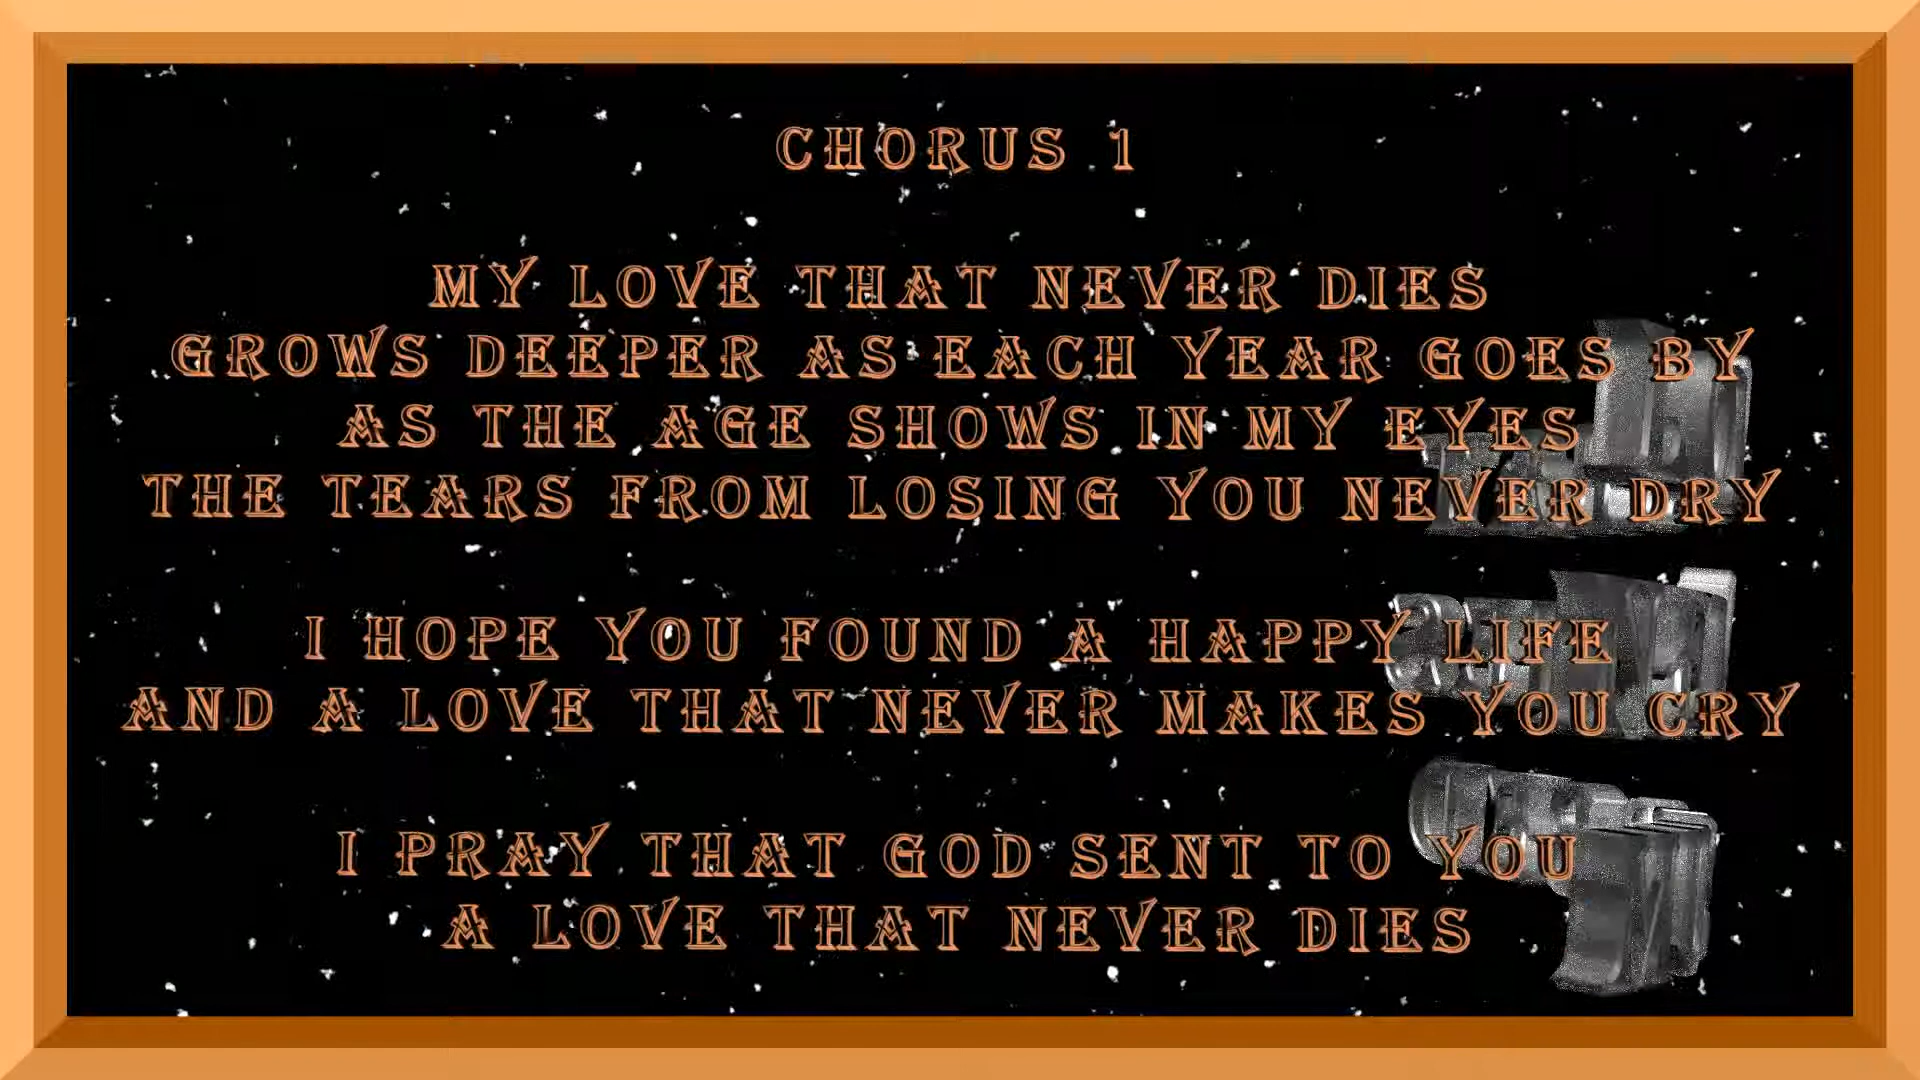 CHORUS 1
MY LOVE THAT NEVER DIES
GROWS DEEPER AS EACH YEAR GOES BY
AS THE AGE SHOWS IN MY EYES
THE TEARS FROM LOSING YOU NEVER DRY
I HOPE YOU FOUND A HAPPY LIFE
AND A LOVE THAT NEVER MAKES YOU CRY
I PRAY THAT GOD SENT TO YOU
A LOVE THAT NEVER DIES